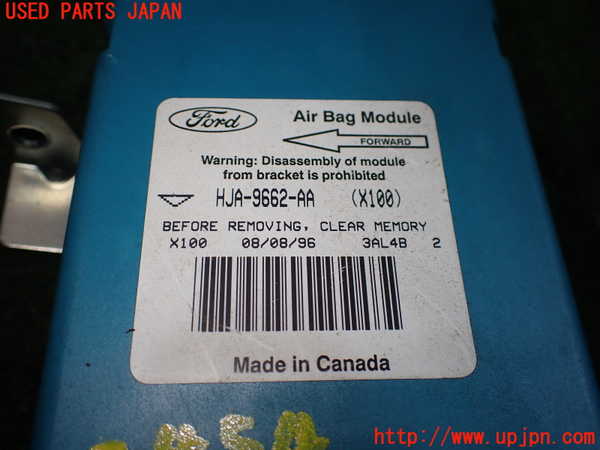 USED PARTS JAPAN
Ford
Air Bag Module
FORWARD
Warning: Disassembly of module
from bracket is prohibited
HJA-9662-AA (X100)
BEFORE REMOVING, CLEAR MEMORY
X100 08/08/96 3AL4B 2
Made in Canada
http://www.upjpn.com/